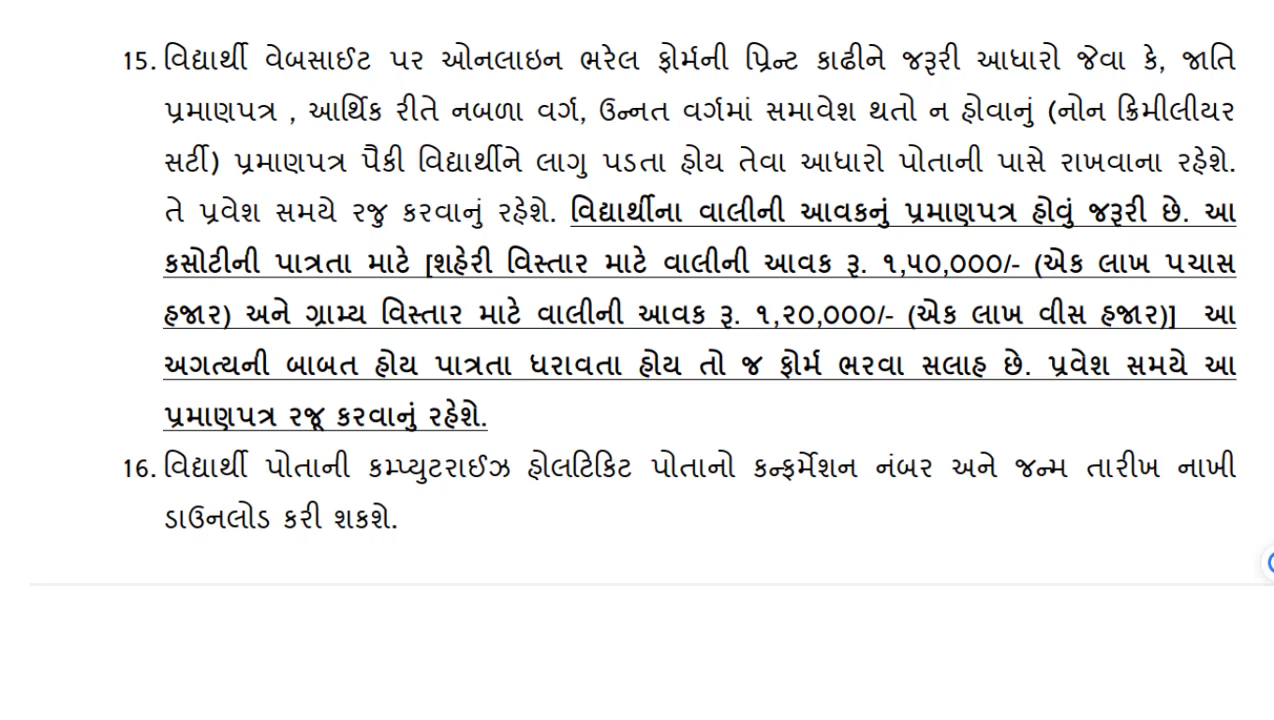 15. વિદ્યાર્થી વેબસાઈટ પર ઓનલાઇન ભરેલ ફોર્મની પ્રિન્ટ કાઢીને જરૂરી આધારો જેવા કે, જાતિ
પ્રમાણપત્ર , આર્થિક રીતે નબળા વર્ગ, ઉન્નત વર્ગમાં સમાવેશ થતો ન હોવાનું (નોન ક્રિમીલીયર
સર્ટી) પ્રમાણપત્ર પૈકી વિદ્યાર્થીને લાગુ પડતા હોય તેવા આધારો પોતાની પાસે રાખવાના રહેશે.
તે પ્રવેશ સમયે રજુ કરવાનું રહેશે. વિદ્યાર્થીના વાલીની આવકનું પ્રમાણપત્ર હોવું જરૂરી છે. આ
કસોટીની પાત્રતા માટે [શહેરી વિસ્તાર માટે વાલીની આવક રૂ. ૧,૫૦,૦૦૦/- (એક લાખ પચાસ
હજાર) અને ગ્રામ્ય વિસ્તાર માટે વાલીની આવક રૂ. ૧,૨૦,૦૦૦/- (એક લાખ વીસ હજાર)] આ
અગત્યની બાબત હોય પાત્રતા ધરાવતા હોય તો જ ફોર્મ ભરવા સલાહ છે. પ્રવેશ સમયે આ
પ્રમાણપત્ર રજૂ કરવાનું રહેશે.
16. વિદ્યાર્થી પોતાની કમ્પ્યુટરાઈઝ હોલટિકિટ પોતાનો કન્ફર્મેશન નંબર અને જન્મ તારીખ નાખી
ડાઉનલોડ કરી શકશે.